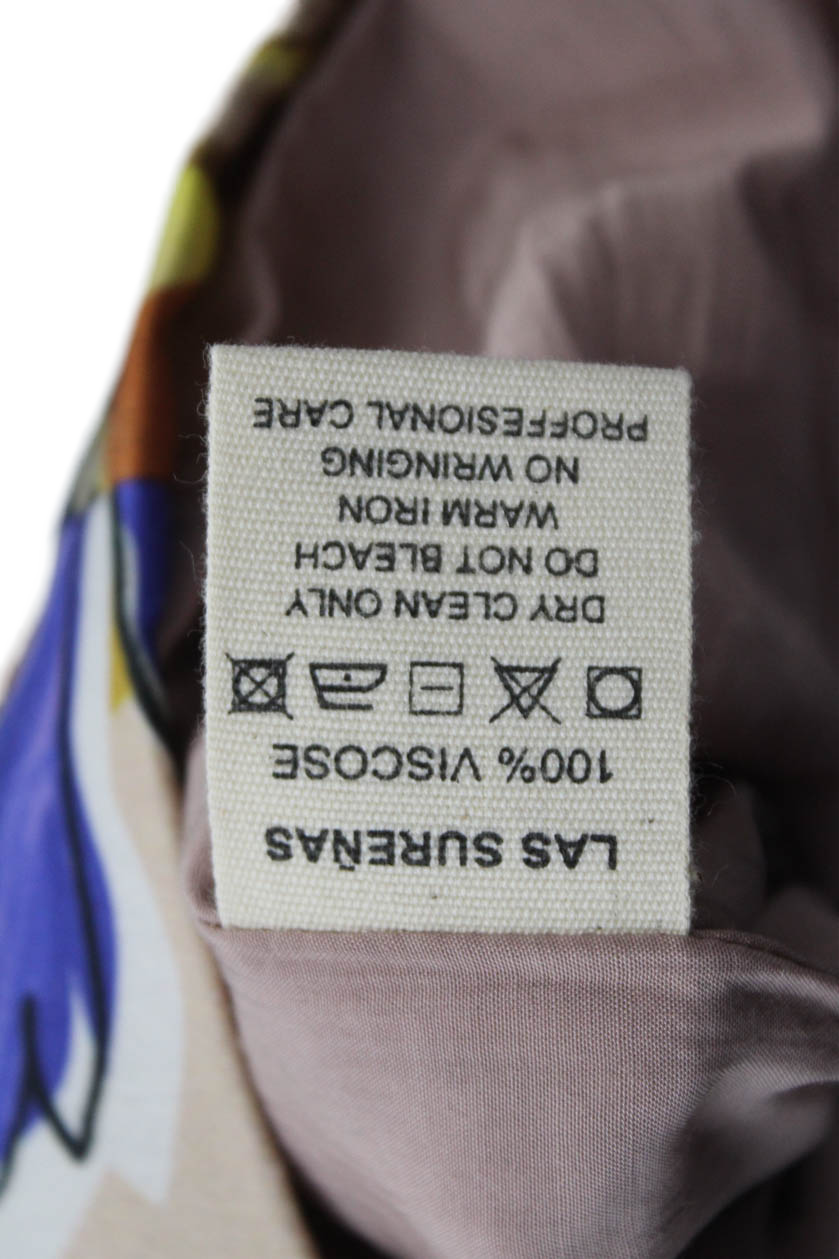 LAS SUREÑAS
100% VISCOSE
DRY CLEAN ONLY
DO NOT BLEACH
WARM IRON
NO WRINGING
PROFFESIONAL CARE